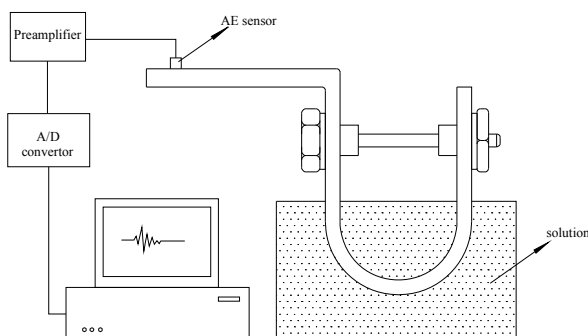 AE sensor
Preamplifier
A/D
convertor
solution